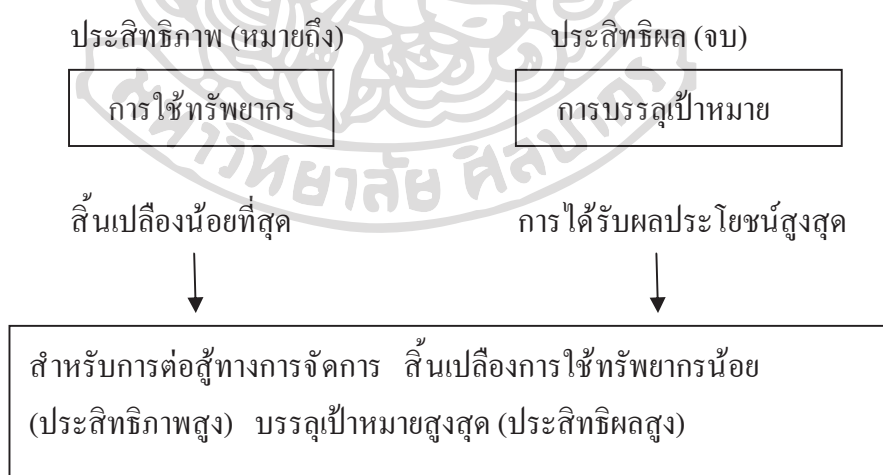 ประสิทธิภาพ (หมายถึง) ประสิทธิผล (จบ)
การใช้ทรัพยากร การบรรลุเป้าหมาย
สิ้นเปลืองน้อยที่สุด การได้รับผลประโยชน์สูงสุด
สำหรับการต่อสู้ทางการจัดการ สิ้นเปลืองการใช้ทรัพยากรน้อย
(ประสิทธิภาพสูง) บรรลุเป้าหมายสูงสุด (ประสิทธิผลสูง)